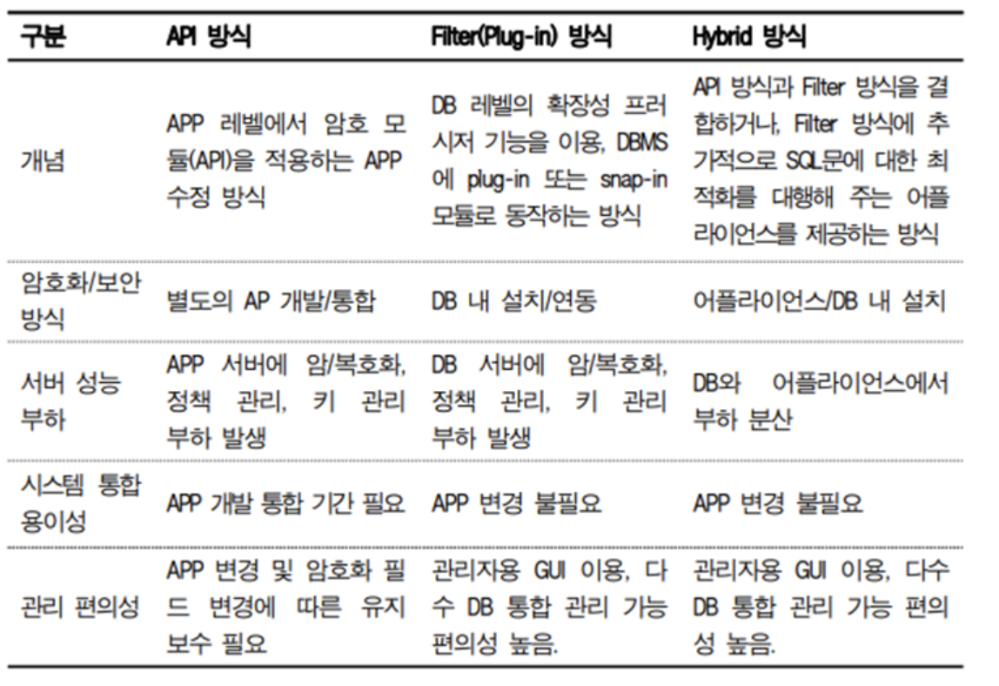 구분 API 방식 Filter(Plug-in) 방식 Hybrid 방식
개념
APP 레벨에서 암호 모
듈(API)을 적용하는 APP
수정 방식
DB 레벨의 확장성 프러
시저 기능을 이용, DBMS
에 plug-in 또는 snap-in
모듈로 동작하는 방식
API 방식과 Filter 방식을 결
합하거나, Filter 방식에 추
가적으로 SQL문에 대한 최
적화를 대행해 주는 어플
라이언스를 제공하는 방식
암호화/보안
방식
별도의 AP 개발/통합
DB 내 설치/연동
어플라이언스/DB 내 설치
서버 성능
부하
APP 서버에 암/복호화,
정책 관리, 키 관리
부하 발생
DB 서버에 암/복호화,
정책 관리, 키 관리
부하 발생
DB와 어플라이언스에서
부하 분산
시스템 통합
용이성
APP 개발 통합 기간 필요
APP 변경 불필요
APP 변경 불필요
관리 편의성
APP 변경 및 암호화 필
드 변경에 따른 유지
보수 필요
관리자용 GUI 이용, 다
수 DB 통합 관리 가능
편의성 높음.
관리자용 GUI 이용, 다수
DB 통합 관리 가능 편의
성 높음.